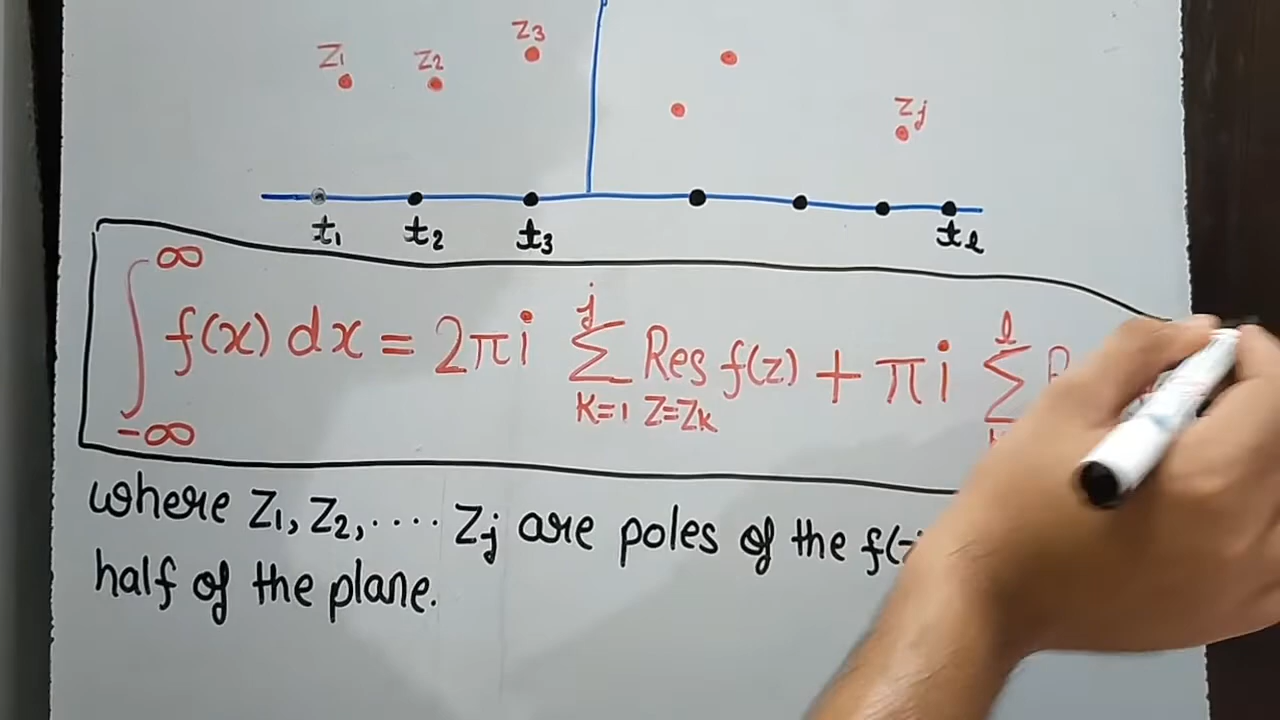 z1 z2 z3 zj
t1 t2 t3 tl
∫_{-∞}^{∞} f(x) dx = 2πi ∑_{K=1}^{j} Res_{Z=ZK} f(z) + πi ∑^{l}
where Z1, Z2, .... Zj are poles of the
half of the plane.